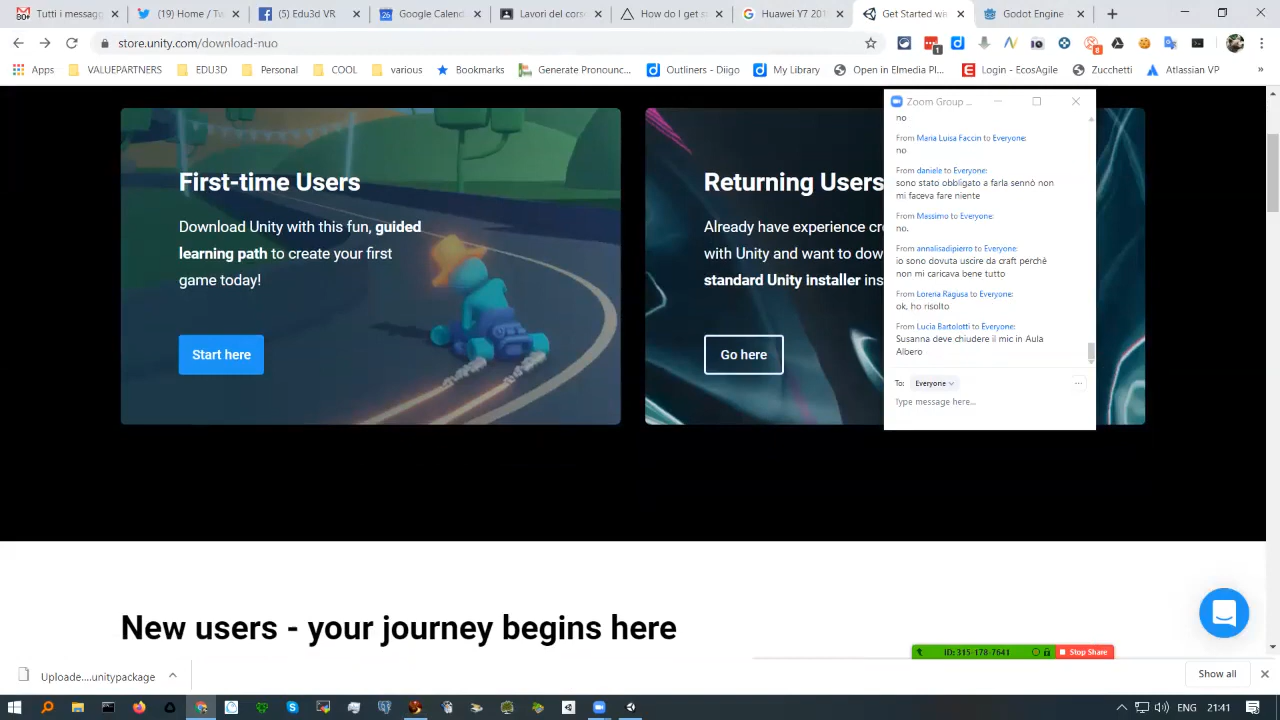 Tutti i messag
(19) Home / Tw
(3) Edu3d VR
Google Calend
Lavori del cors
How do I get s
Huawei Y7 201
Get Started wi
Godot Engine
store.unity.com/download-nuo
Apps
VALUEPARTNERS
EDU3D
Personal
COOL
various
Bookmarks
Generate Pronounc...
Outliners - Diigo
My Library
Open in Elmedia Pl...
Login - EcosAgile
Zucchetti
Atlassian VP
»
First-time Users
Download Unity with this fun, guided
learning path to create your first
game today!
Start here
Returning Users
Already have experience cre
with Unity and want to dow
standard Unity installer ins
Go here
Zoom Group ...
no
From Maria Luisa Faccin to Everyone:
no
From daniele to Everyone:
sono stato obbligato a farla sennò non
mi faceva fare niente
From Massimo to Everyone:
no.
From annalisadipierro to Everyone:
io sono dovuta uscire da craft perchè
non mi caricava bene tutto
From Lorena Ragusa to Everyone:
ok, ho risolto
From Lucia Bartolotti to Everyone:
Susanna deve chiudere il mic in Aula
Albero
To: Everyone
Type message here...
New users - your journey begins here
ID: 315-178-7641
Stop Share
Uploade....unitypackage
Show all
ENG 21:41